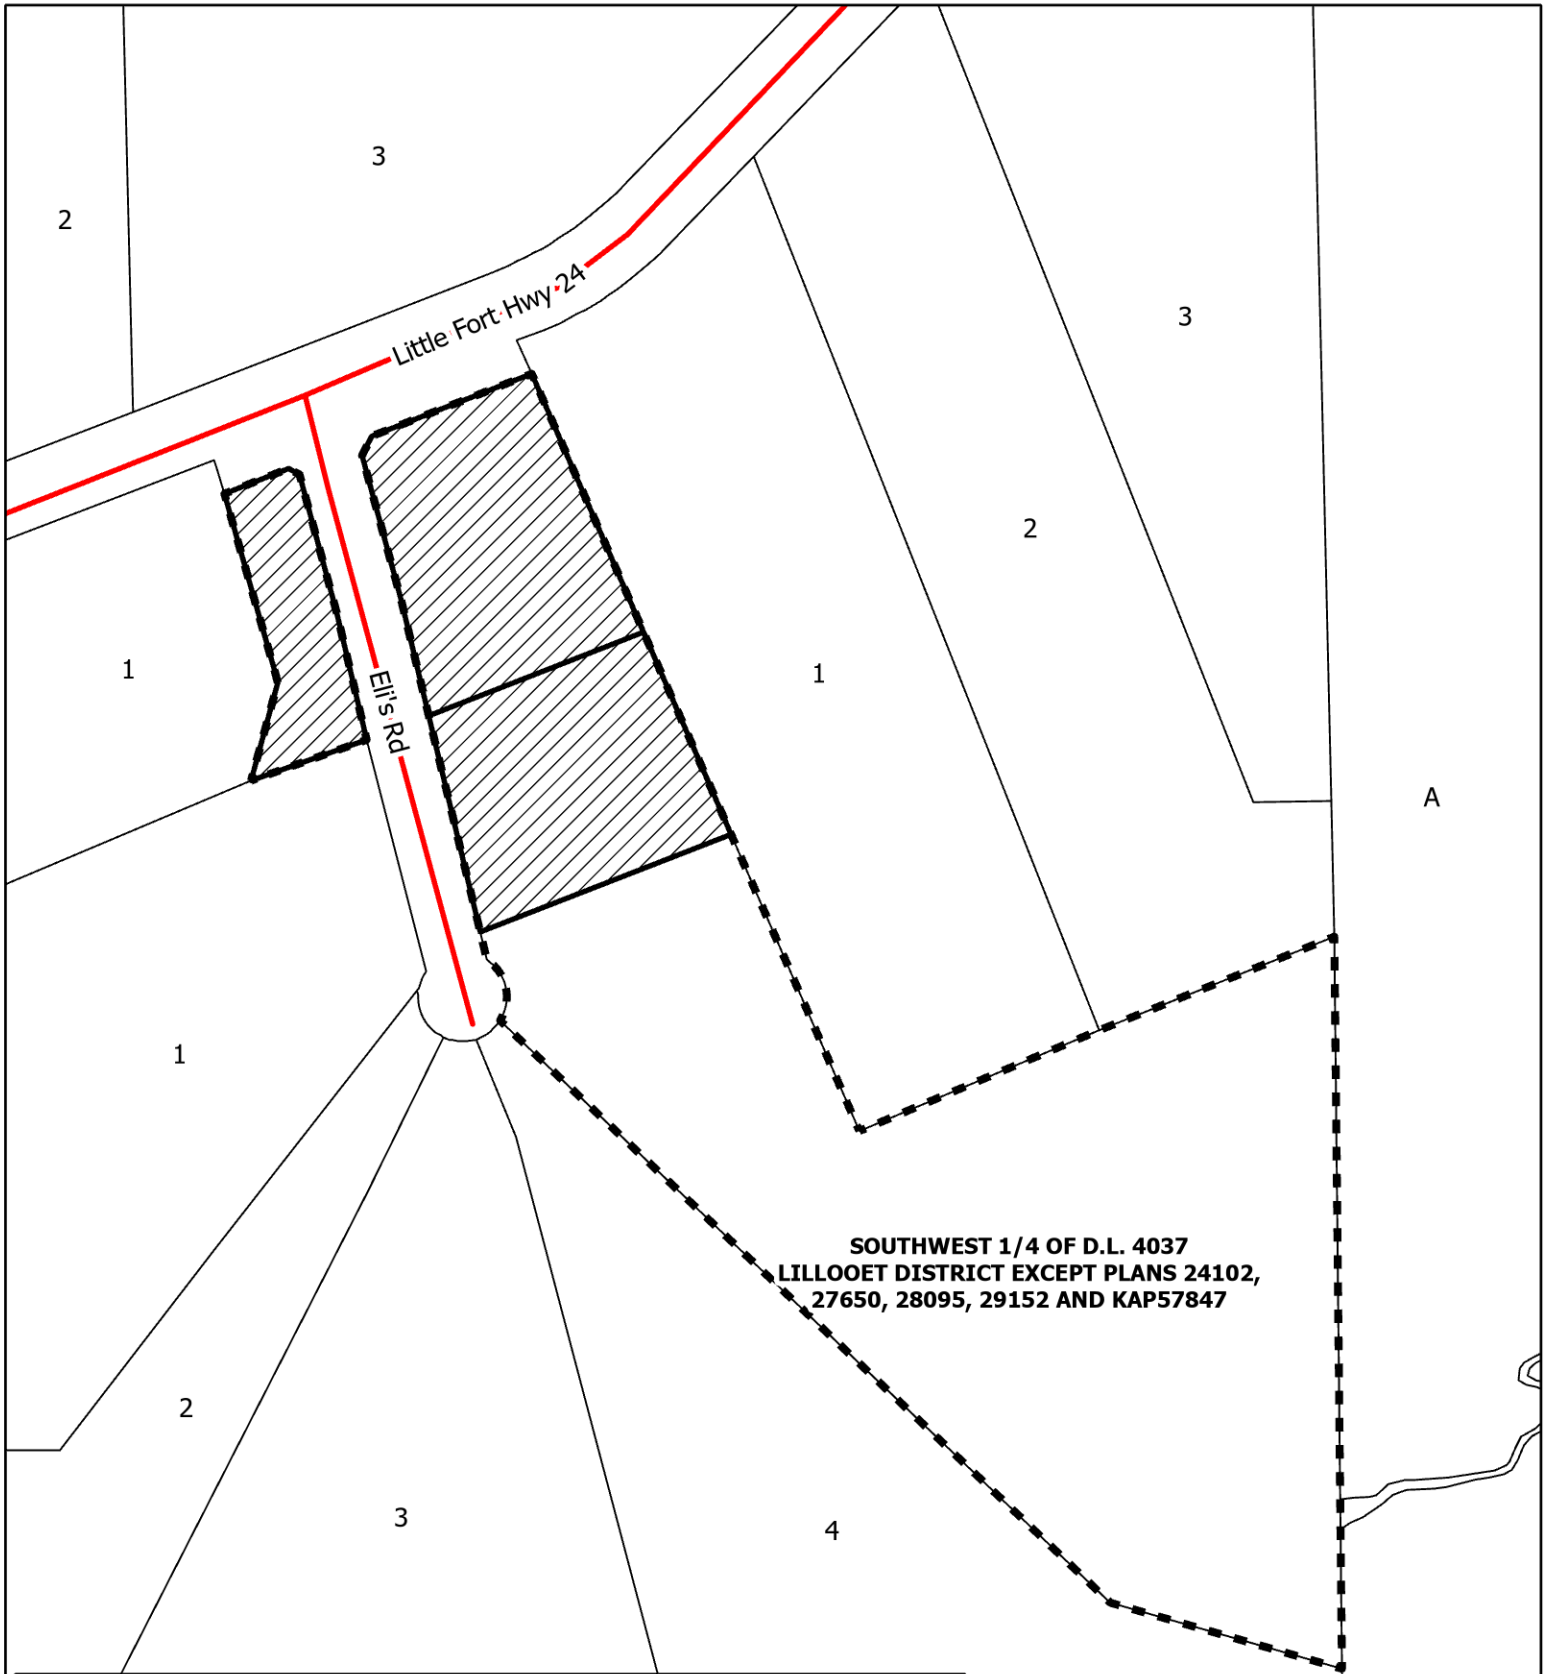 3
2
Little Fort Hwy 24
3
2
1
1
Eli's Rd
A
1
SOUTHWEST 1/4 OF D.L. 4037
LILLOOET DISTRICT EXCEPT PLANS 24102,
27650, 28095, 29152 AND KAP57847
2
3
4